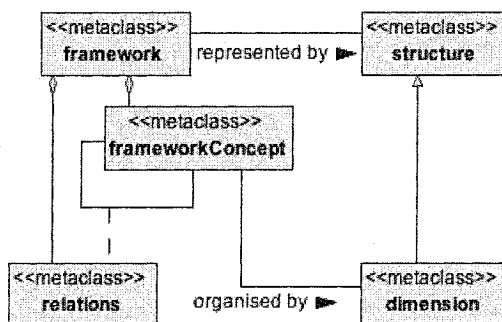 <<metaclass>>
framework
represented by ►
<<metaclass>>
structure
<<metaclass>>
frameworkConcept
<<metaclass>>
relations
organised by ►
<<metaclass>>
dimension